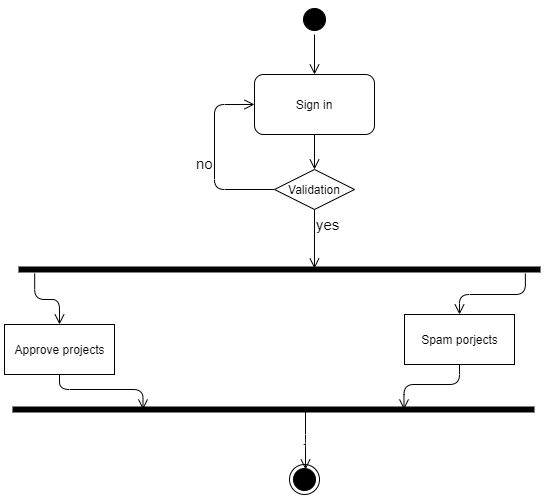 Sign in
no
Validation
yes
Approve projects
Spam porjects